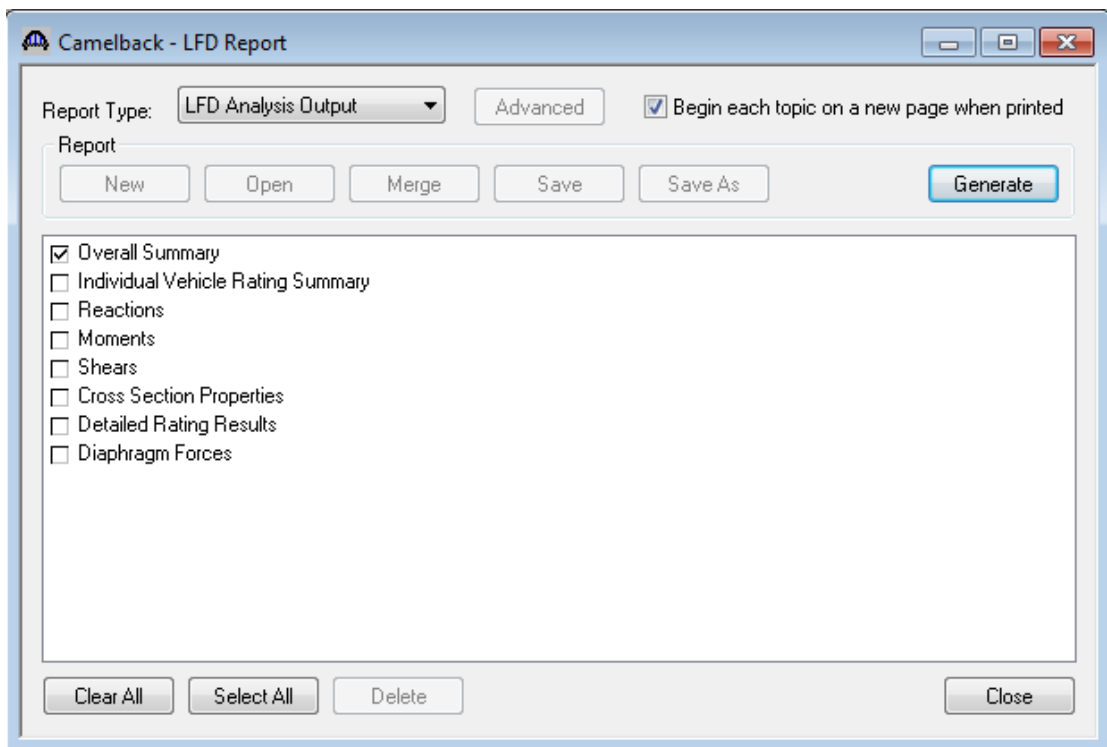 Camelback - LFD Report
Report Type: LFD Analysis Output Advanced Begin each topic on a new page when printed
Report
New Open Merge Save Save As Generate
Overall Summary
Individual Vehicle Rating Summary
Reactions
Moments
Shears
Cross Section Properties
Detailed Rating Results
Diaphragm Forces
Clear All Select All Delete Close